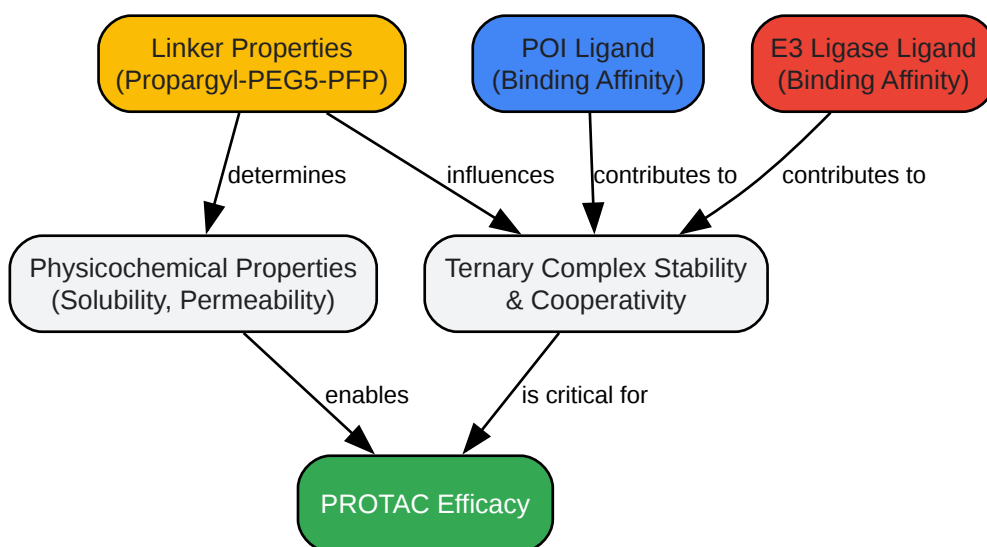 Linker Properties
(Propargyl-PEG5-PFP)
POI Ligand
(Binding Affinity)
E3 Ligase Ligand
(Binding Affinity)
determines
influences
contributes to
contributes to
Physicochemical Properties
(Solubility, Permeability)
Ternary Complex Stability
& Cooperativity
enables
is critical for
PROTAC Efficacy